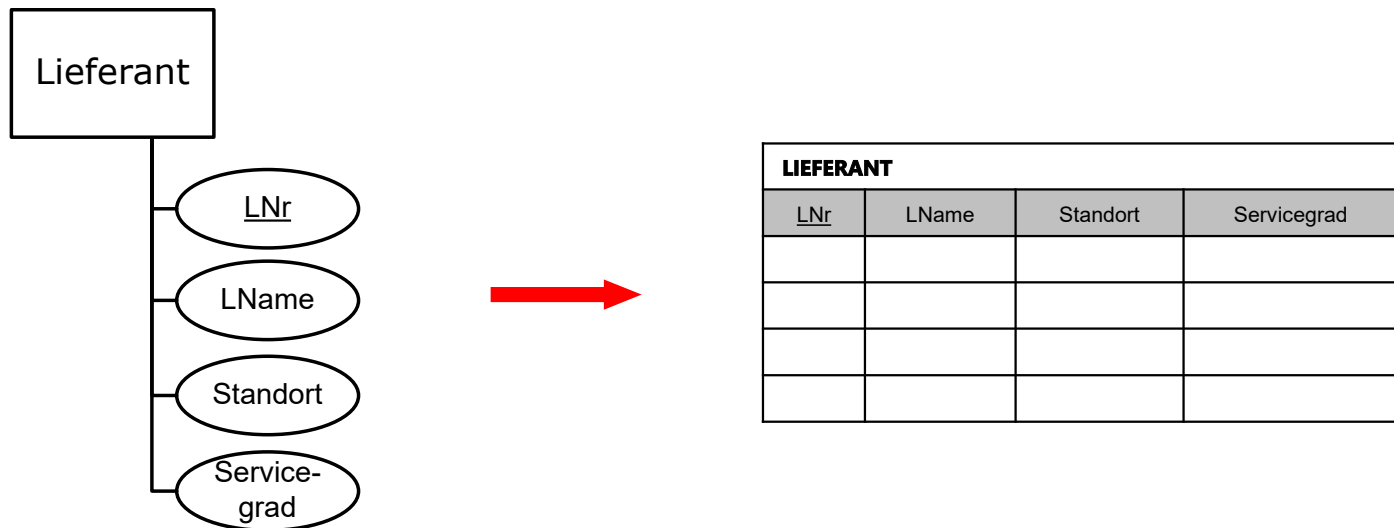 Lieferant
LNr
LName
Standort
Service-
grad
LIEFERANT
LNr LName Standort Servicegrad